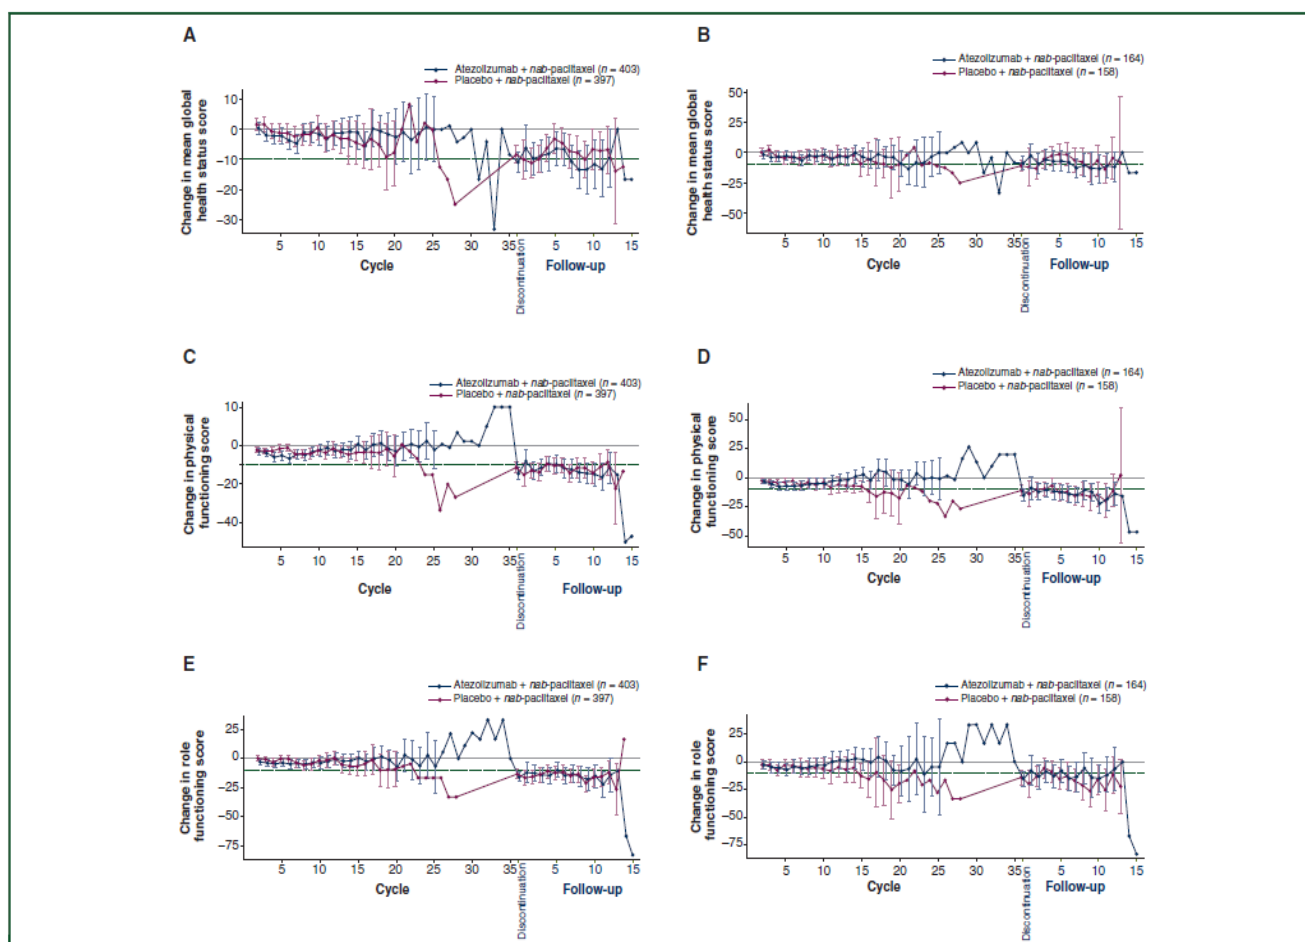 A
Atezolizumab + nab-paclitaxel (n = 403)
Placebo + nab-paclitaxel (n = 397)
Change in mean global
health status score
10
0
−10
−20
−30
5 10 15 20 25 35 5 10 15
Cycle
Discontinuation
Follow-up
B
Atezolizumab + nab-paclitaxel (n = 164)
Placebo + nab-paclitaxel (n = 158)
Change in mean global
health status score
50
25
0
−25
−50
5 10 15 20 25 35 5 10 15
Cycle
Discontinuation
Follow-up
C
Atezolizumab + nab-paclitaxel (n = 403)
Placebo + nab-paclitaxel (n = 397)
Change in physical
functioning score
10
0
−20
−40
5 10 15 20 25 35 5 10 15
Cycle
Discontinuation
Follow-up
D
Atezolizumab + nab-paclitaxel (n = 164)
Placebo + nab-paclitaxel (n = 158)
Change in physical
functioning score
50
25
0
−25
−50
5 10 15 20 25 35 5 10 15
Cycle
Discontinuation
Follow-up
E
Atezolizumab + nab-paclitaxel (n = 403)
Placebo + nab-paclitaxel (n = 397)
Change in role
functioning score
25
0
−25
−50
−75
5 10 15 20 25 35 5 10 15
Cycle
Discontinuation
Follow-up
F
Atezolizumab + nab-paclitaxel (n = 164)
Placebo + nab-paclitaxel (n = 158)
Change in role
functioning score
25
0
−25
−50
−75
5 10 15 20 25 35 5 10 15
Cycle
Discontinuation
Follow-up